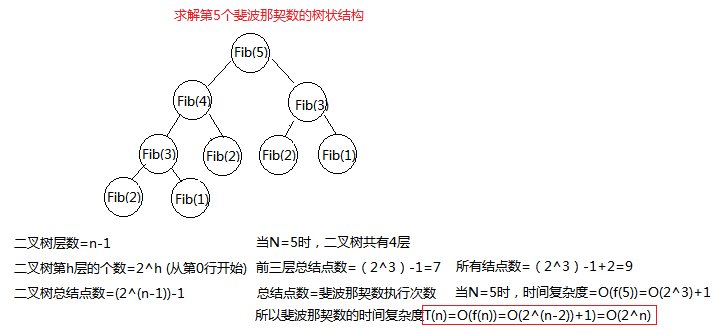 求解第5个斐波那契数的树状结构
Fib(5)
Fib(4)
Fib(3)
Fib(3)
Fib(2)
Fib(2)
Fib(1)
Fib(2)
Fib(1)
二叉树层数=n-1
当N=5时，二叉树共有4层
二叉树第h层的个数=2^h (从第0行开始)
前三层总结点数=（2^3）-1=7
所有结点数=（2^3）-1+2=9
二叉树总结点数=(2^(n-1))-1
总结点数=斐波那契数执行次数
当N=5时，时间复杂度=O(f(5))=O(2^3)+1
所以斐波那契数的时间复杂度T(n)=O(f(n))=O(2^(n-2))+1)=O(2^n)